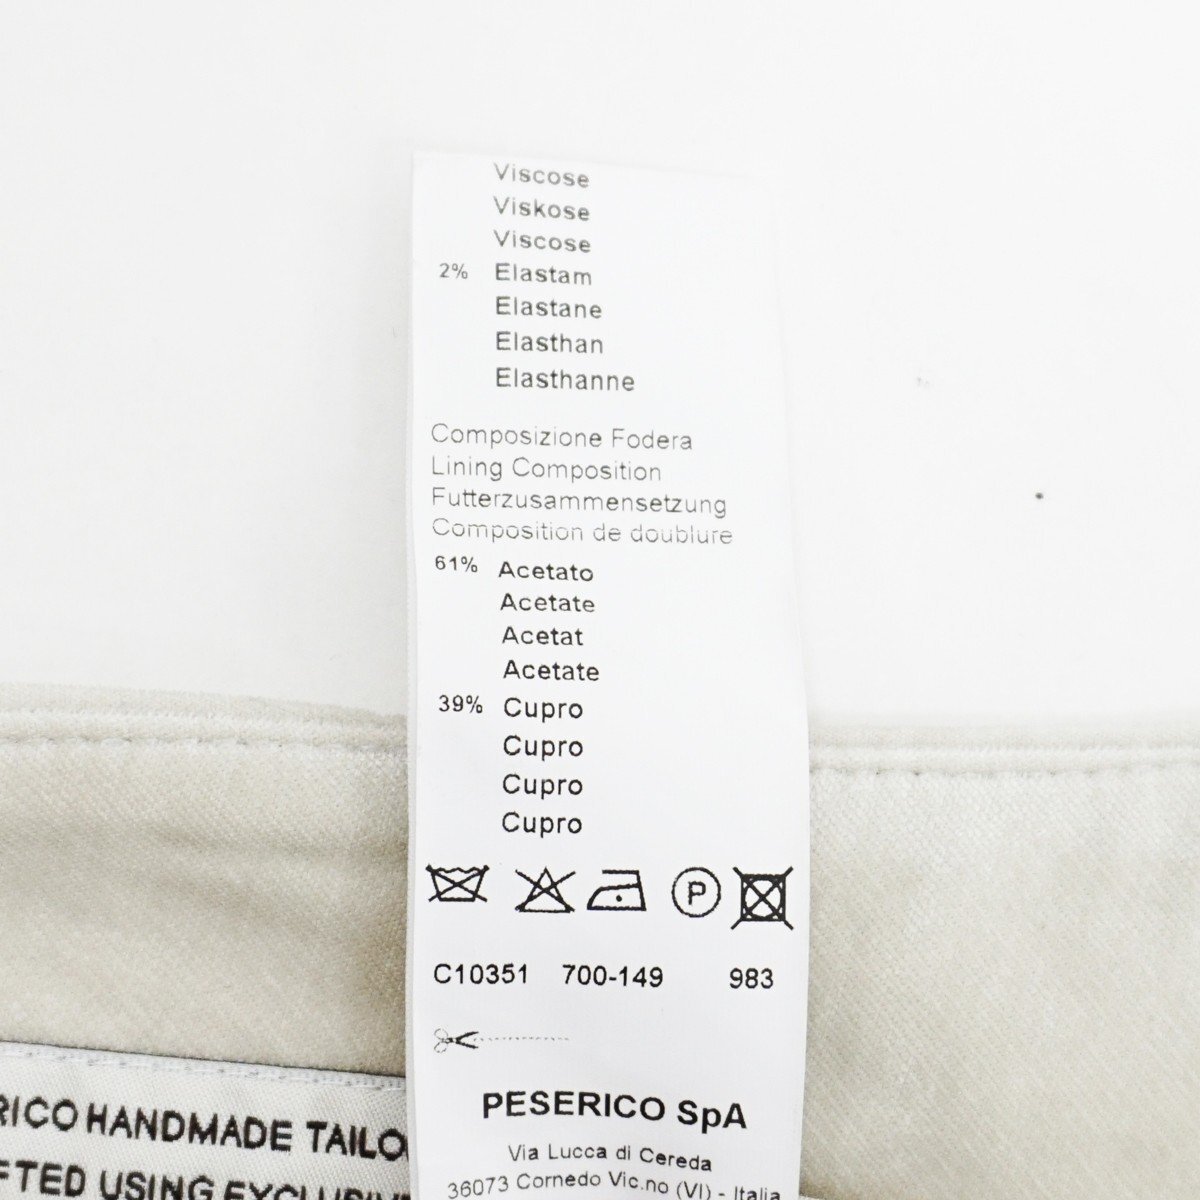 Viscose
Viskose
Viscose
2% Elastam
Elastane
Elasthan
Elasthanne
Composizione Fodera
Lining Composition
Futterzusammensetzung
Composition de doublure
61% Acetato
Acetate
Acetat
Acetate
39% Cupro
Cupro
Cupro
Cupro
P
C10351 700-149 983
PESERICO SpA
Via Lucca di Cereda
36073 Cornedo Vic.no (VI) - Italia
RICO HANDMADE TAILO
FTED USING